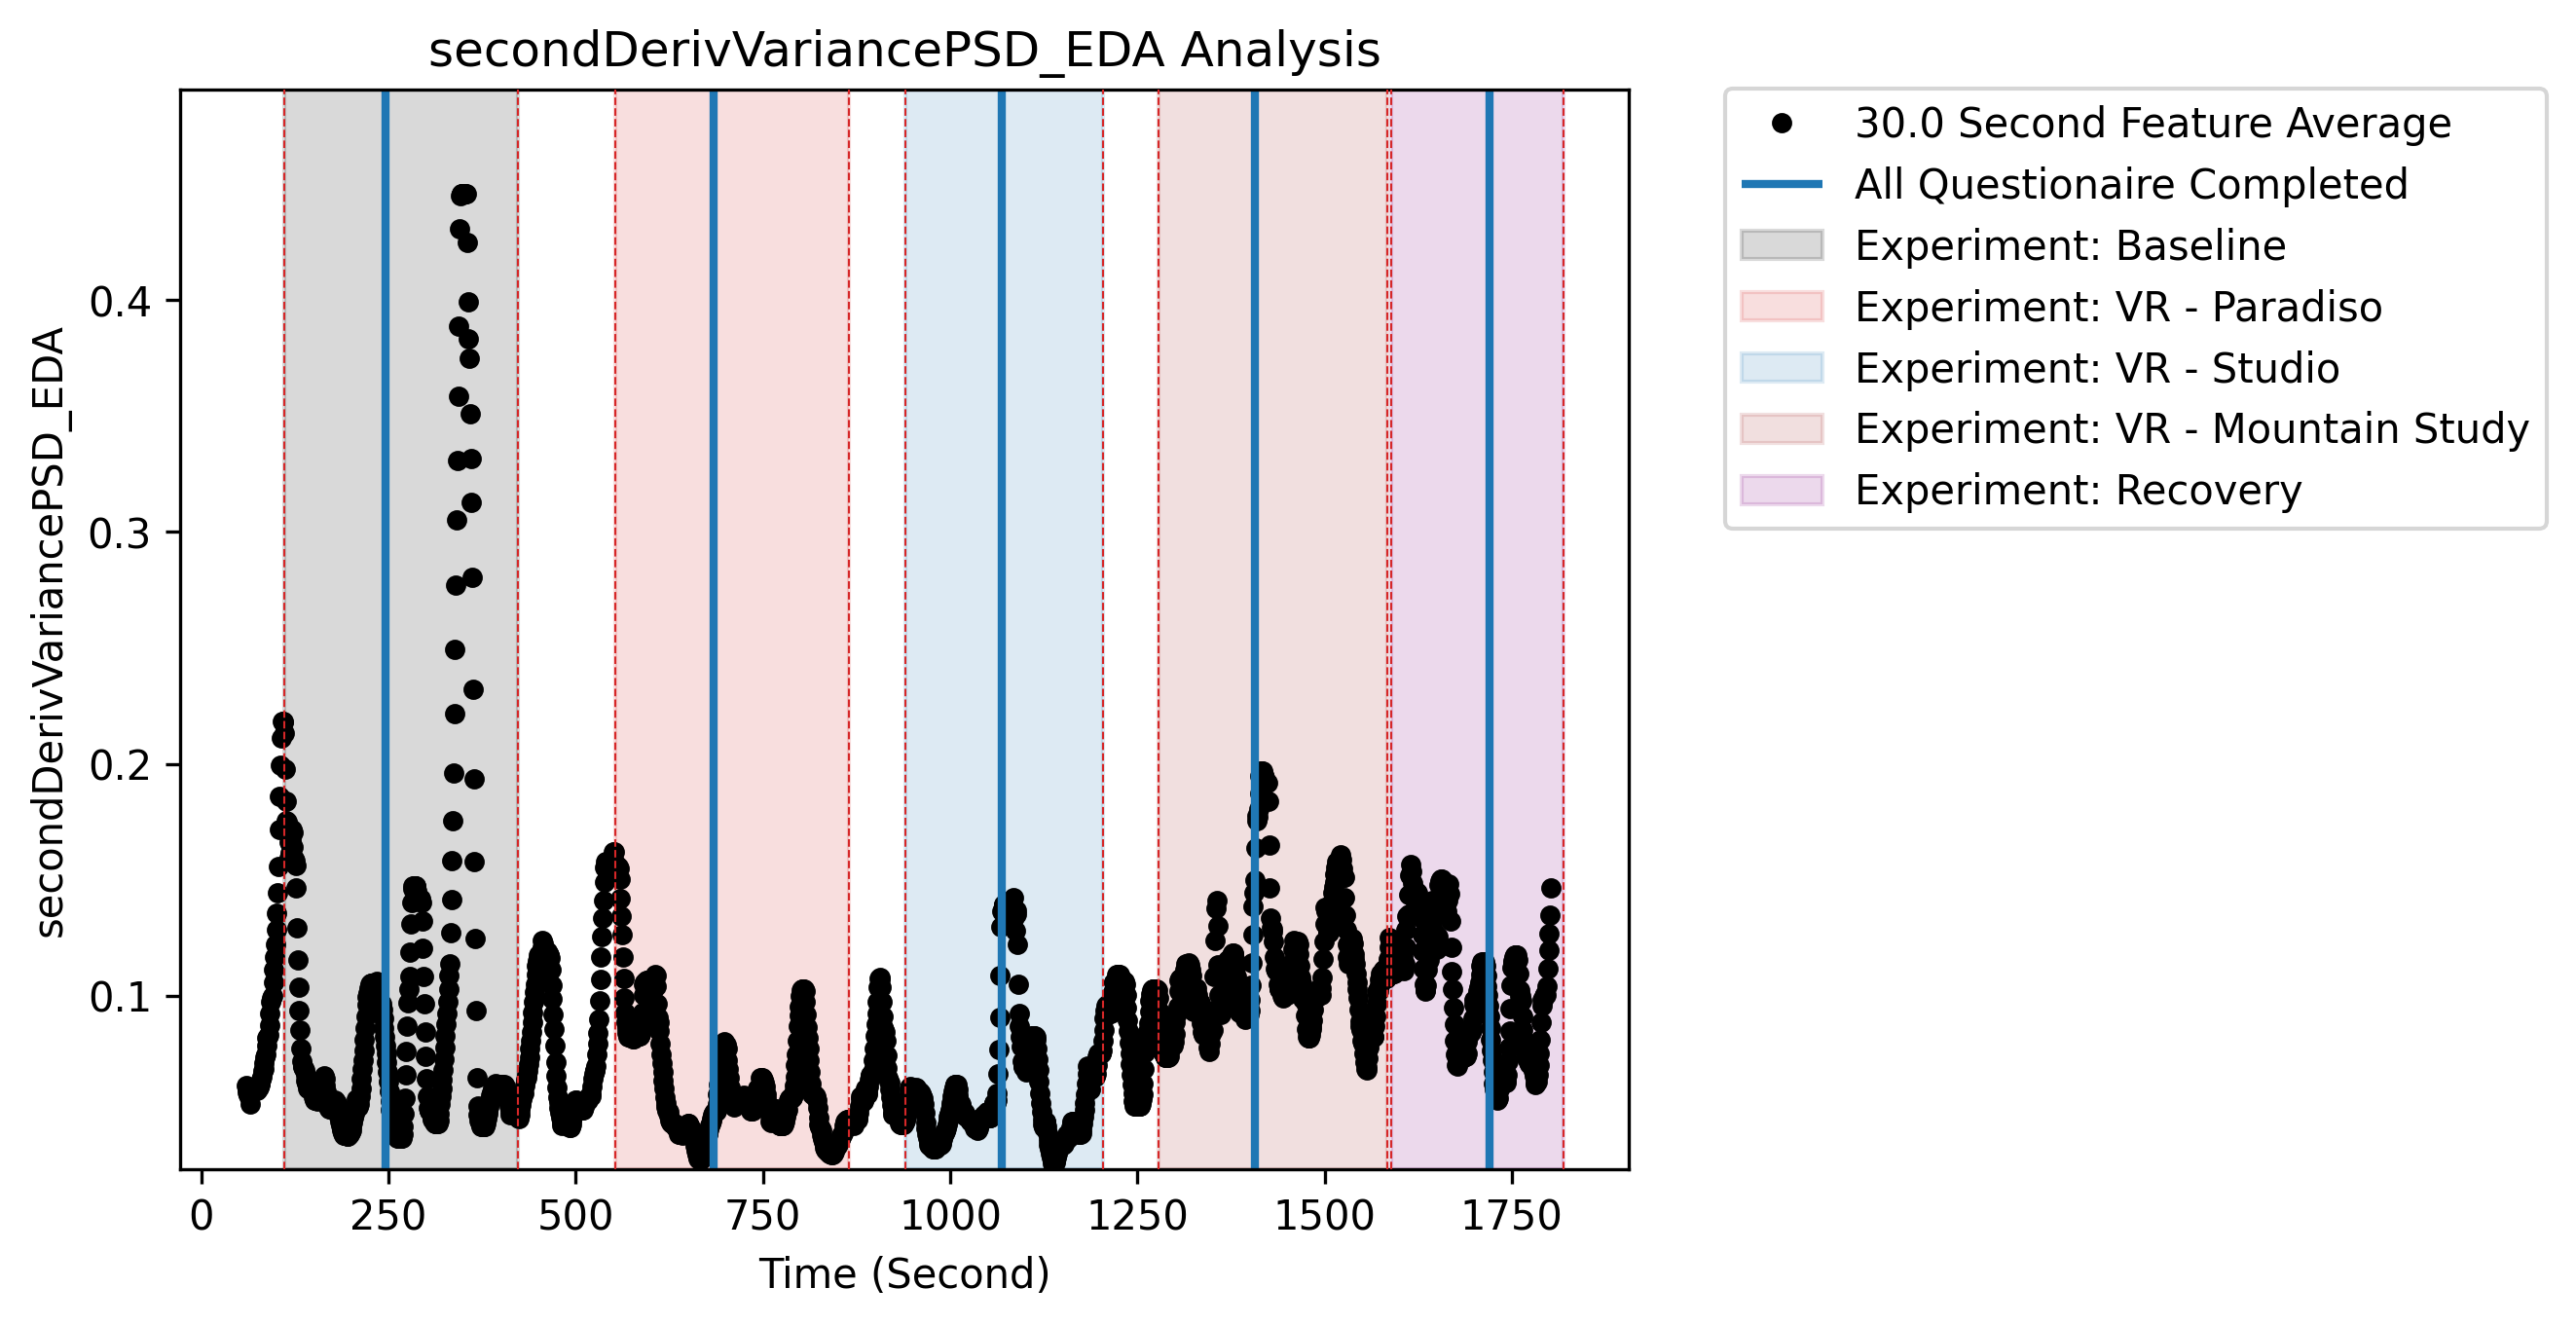 secondDerivVariancePSD_EDA Analysis
secondDerivVariancePSD_EDA
0.4
0.3
0.2
0.1
0 250 500 750 1000 1250 1500 1750
Time (Second)
30.0 Second Feature Average
All Questionaire Completed
Experiment: Baseline
Experiment: VR - Paradiso
Experiment: VR - Studio
Experiment: VR - Mountain Study
Experiment: Recovery